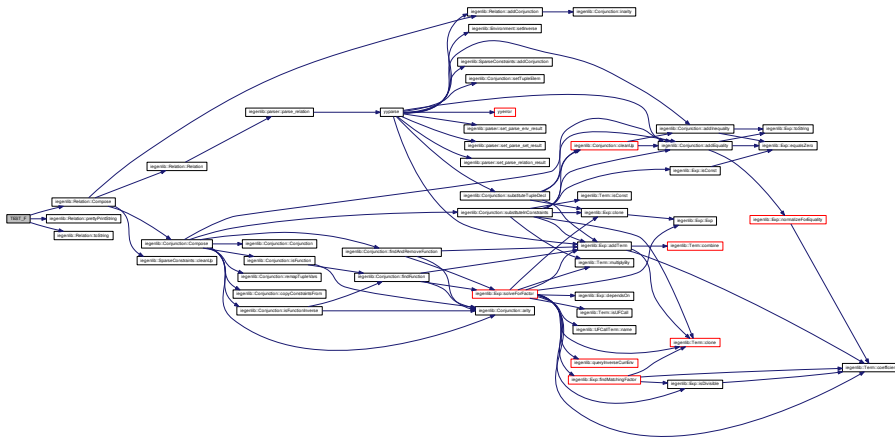 TEST_F
iegenlib::Relation::Compose
iegenlib::Relation::prettyPrintString
iegenlib::Relation::toString
iegenlib::Relation::Relation
iegenlib::Conjunction::Compose
iegenlib::SparseConstraints::cleanUp
iegenlib::parser::parse_relation
iegenlib::Conjunction::Conjunction
iegenlib::Conjunction::isFunction
iegenlib::Conjunction::remapTupleVars
iegenlib::Conjunction::copyConstraintsFrom
iegenlib::Conjunction::isFunctionInverse
yyparse
iegenlib::Conjunction::findAndRemoveFunction
iegenlib::Conjunction::findFunction
iegenlib::Relation::addConjunction
iegenlib::Environment::setInverse
iegenlib::SparseConstraints::addConjunction
iegenlib::Conjunction::setTupleElem
yyerror
iegenlib::parser::set_parse_env_result
iegenlib::parser::set_parse_set_result
iegenlib::parser::set_parse_relation_result
iegenlib::Conjunction::substituteTupleDecl
iegenlib::Conjunction::substituteInConstraints
iegenlib::Exp::solveForFactor
iegenlib::Conjunction::arity
iegenlib::Conjunction::inarity
iegenlib::Conjunction::cleanUp
iegenlib::Term::isConst
iegenlib::Exp::clone
iegenlib::Exp::addTerm
iegenlib::Term::multiplyBy
iegenlib::Exp::dependsOn
iegenlib::Term::isUFCall
iegenlib::UFCallTerm::name
iegenlib::queryInverseCurrEnv
iegenlib::Exp::findMatchingFactor
iegenlib::Conjunction::addInequality
iegenlib::Conjunction::addEquality
iegenlib::Exp::isConst
iegenlib::Exp::Exp
iegenlib::Term::combine
iegenlib::Term::clone
iegenlib::Exp::isDivisible
iegenlib::Exp::toString
iegenlib::Exp::equalsZero
iegenlib::Exp::normalizeForEquality
iegenlib::Term::coefficient